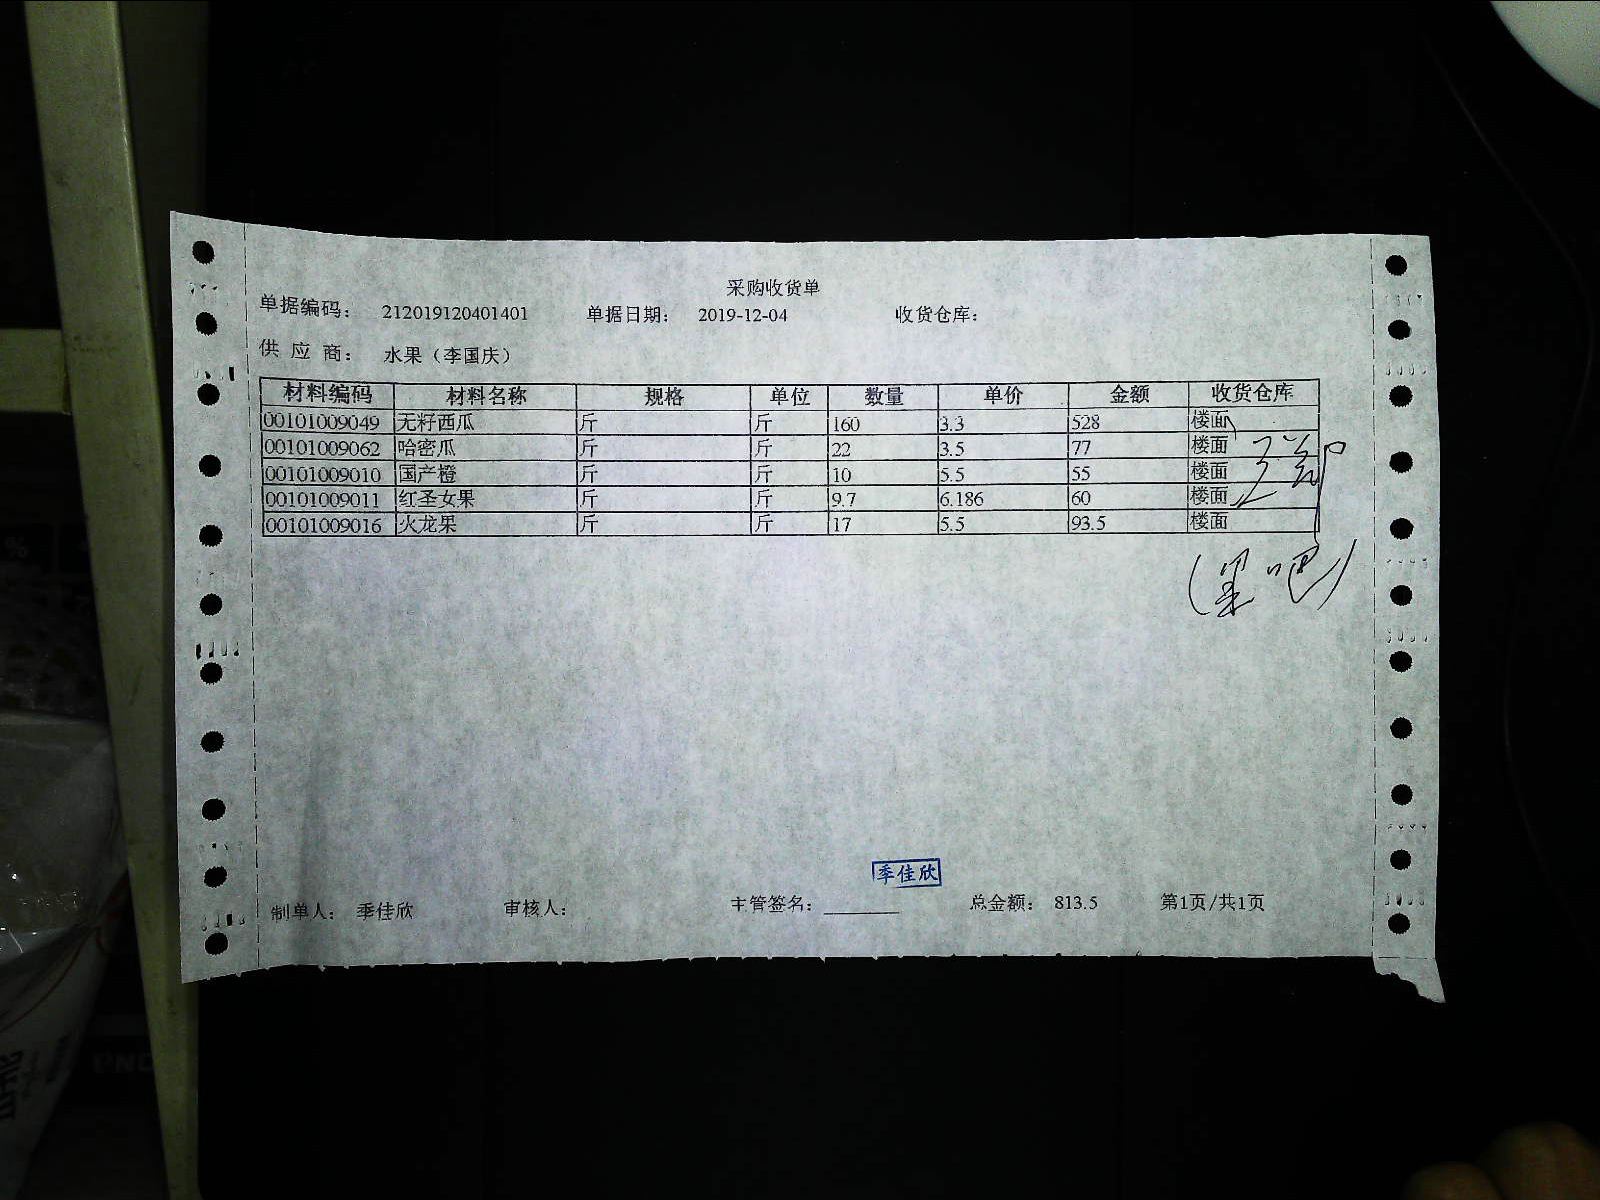 采购收货单
单据编码： 212019120401401 单据日期： 2019-12-04 收货仓库：
供 应 商： 水果（李国庆）
材料编码 材料名称 规格 单位 数量 单价 金额 收货仓库
00101009049 无籽西瓜 斤 斤 160 3.3 528 楼面
00101009062 哈密瓜 斤 斤 22 3.5 77 楼面
00101009010 国产橙 斤 斤 10 5.5 55 楼面
00101009011 红圣女果 斤 斤 9.7 6.186 60 楼面
00101009016 火龙果 斤 斤 17 5.5 93.5 楼面
（果吧）
季佳欣
制单人： 季佳欣 审核人： 主管签名： 总金额： 813.5 第1页/共1页